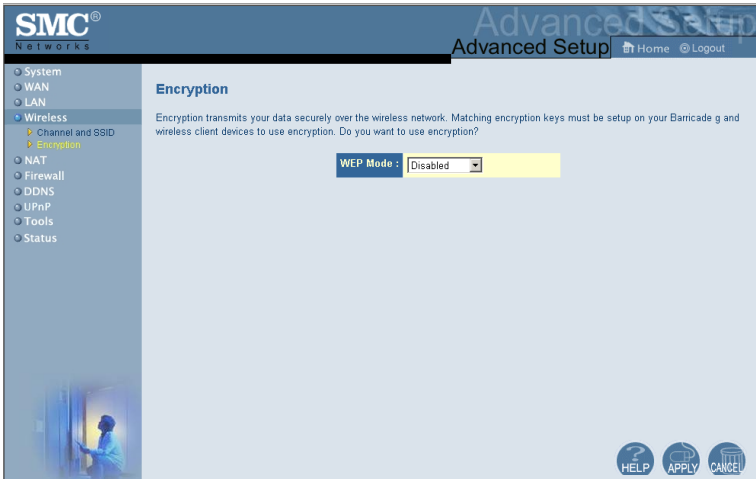 SMC®
Networks
Advanced Setup
Advanced Setup
Home
Logout
System
WAN
LAN
Wireless
Channel and SSID
Encryption
NAT
Firewall
DDNS
UPnP
Tools
Status
Encryption
Encryption transmits your data securely over the wireless network. Matching encryption keys must be setup on your Barricade g and
wireless client devices to use encryption. Do you want to use encryption?
WEP Mode : Disabled
HELP
APPLY
CANCEL